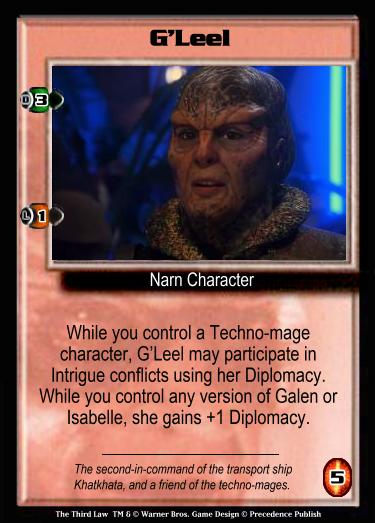 G'Leel
D 3
L 1
Narn Character
While you control a Techno-mage
character, G'Leel may participate in
Intrigue conflicts using her Diplomacy.
While you control any version of Galen or
Isabelle, she gains +1 Diplomacy.
The second-in-command of the transport ship
Khatkhata, and a friend of the techno-mages.
5
The Third Law TM & © Warner Bros. Game Design © Precedence Publish